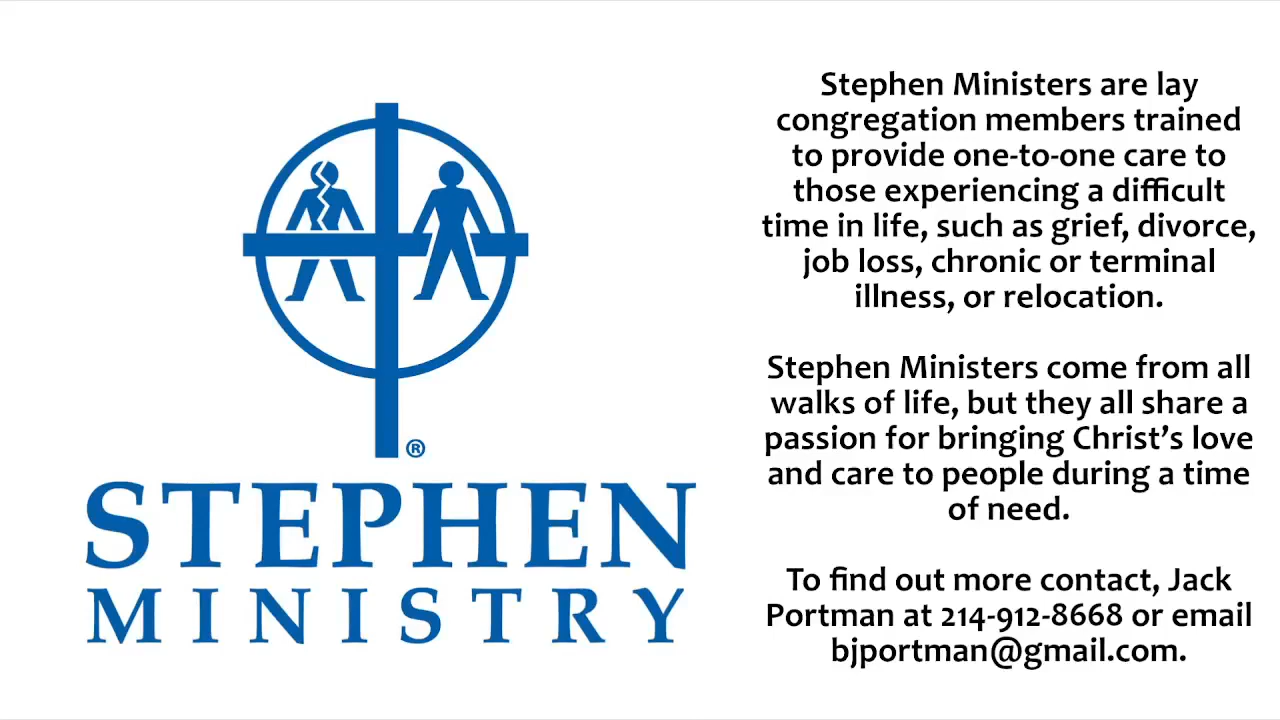 ®
STEPHEN
MINISTRY
Stephen Ministers are lay
congregation members trained
to provide one-to-one care to
those experiencing a difficult
time in life, such as grief, divorce,
job loss, chronic or terminal
illness, or relocation.
Stephen Ministers come from all
walks of life, but they all share a
passion for bringing Christ’s love
and care to people during a time
of need.
To find out more contact, Jack
Portman at 214-912-8668 or email
bjportman@gmail.com.